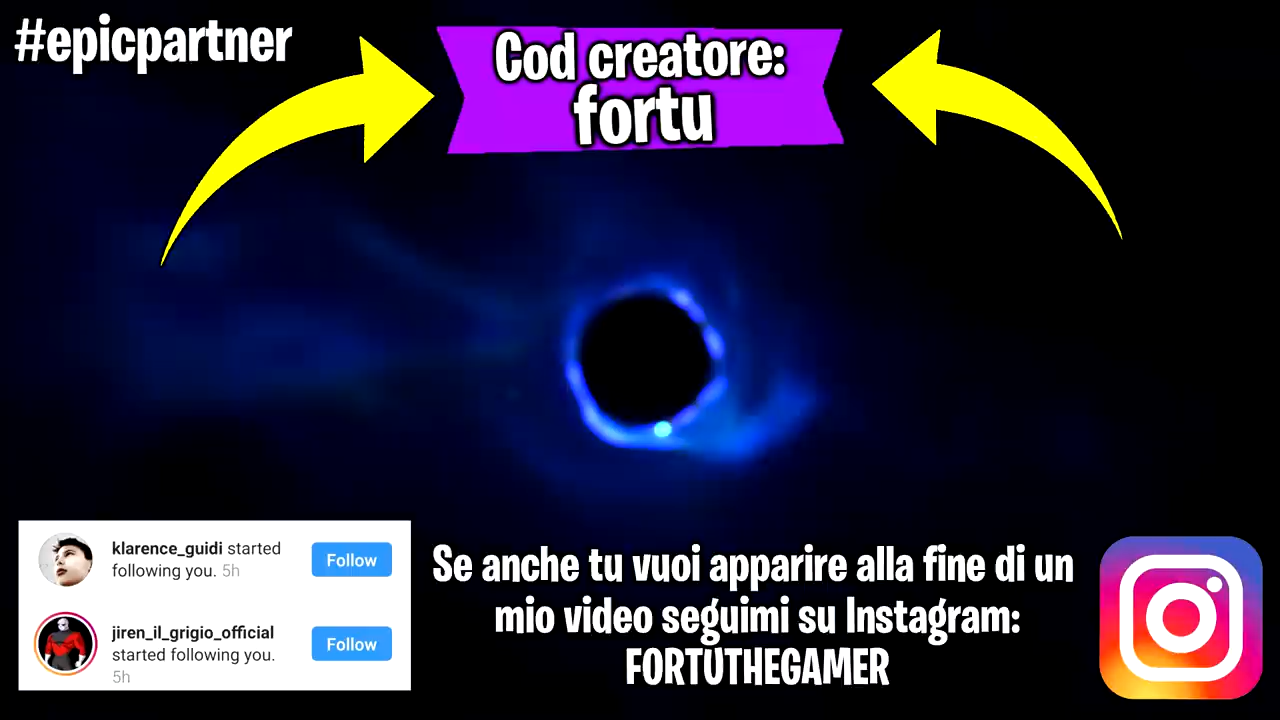 #epicpartner
Cod creatore:
fortu
klarence_guidi started
following you. 5h
Follow
jiren_il_grigio_official
started following you.
5h
Follow
Se anche tu vuoi apparire alla fine di un
mio video seguimi su Instagram:
FORTUTHEGAMER